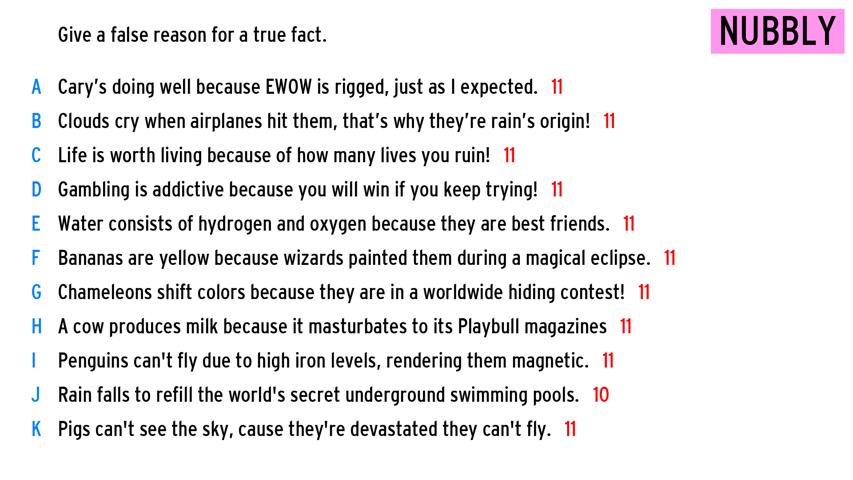 Give a false reason for a true fact.
NUBBLY
A Cary's doing well because EWOW is rigged, just as I expected. 11
B Clouds cry when airplanes hit them, that's why they're rain's origin! 11
C Life is worth living because of how many lives you ruin! 11
D Gambling is addictive because you will win if you keep trying! 11
E Water consists of hydrogen and oxygen because they are best friends. 11
F Bananas are yellow because wizards painted them during a magical eclipse. 11
G Chameleons shift colors because they are in a worldwide hiding contest! 11
H A cow produces milk because it masturbates to its Playbull magazines 11
I Penguins can't fly due to high iron levels, rendering them magnetic. 11
J Rain falls to refill the world's secret underground swimming pools. 10
K Pigs can't see the sky, cause they're devastated they can't fly. 11